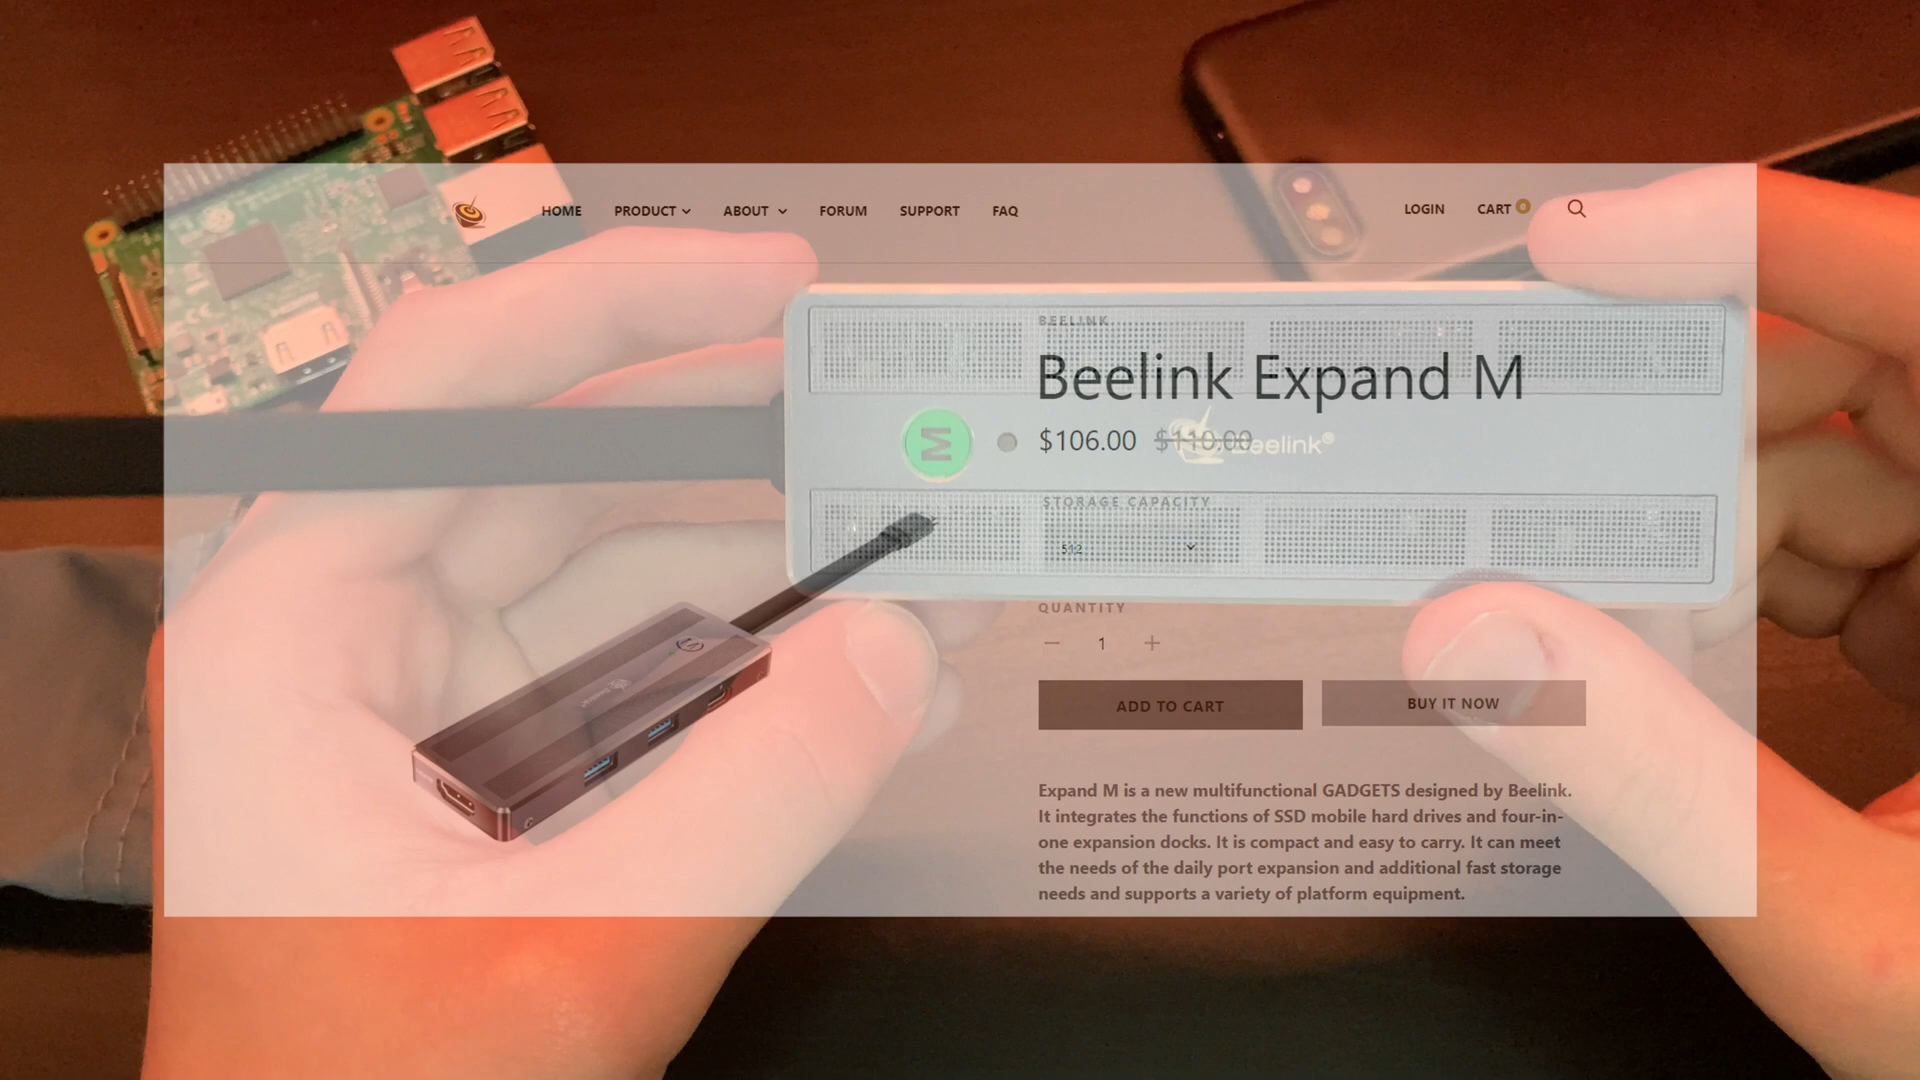 HOME PRODUCT ABOUT FORUM SUPPORT FAQ LOGIN CART 0
BEELINK
Beelink Expand M
$106.00 $110.00
M
Beelink®
STORAGE CAPACITY
512
QUANTITY
1
ADD TO CART BUY IT NOW
Expand M is a new multifunctional GADGETS designed by Beelink.
It integrates the functions of SSD mobile hard drives and four-in-
one expansion docks. It is compact and easy to carry. It can meet
the needs of the daily port expansion and additional fast storage
needs and supports a variety of platform equipment.